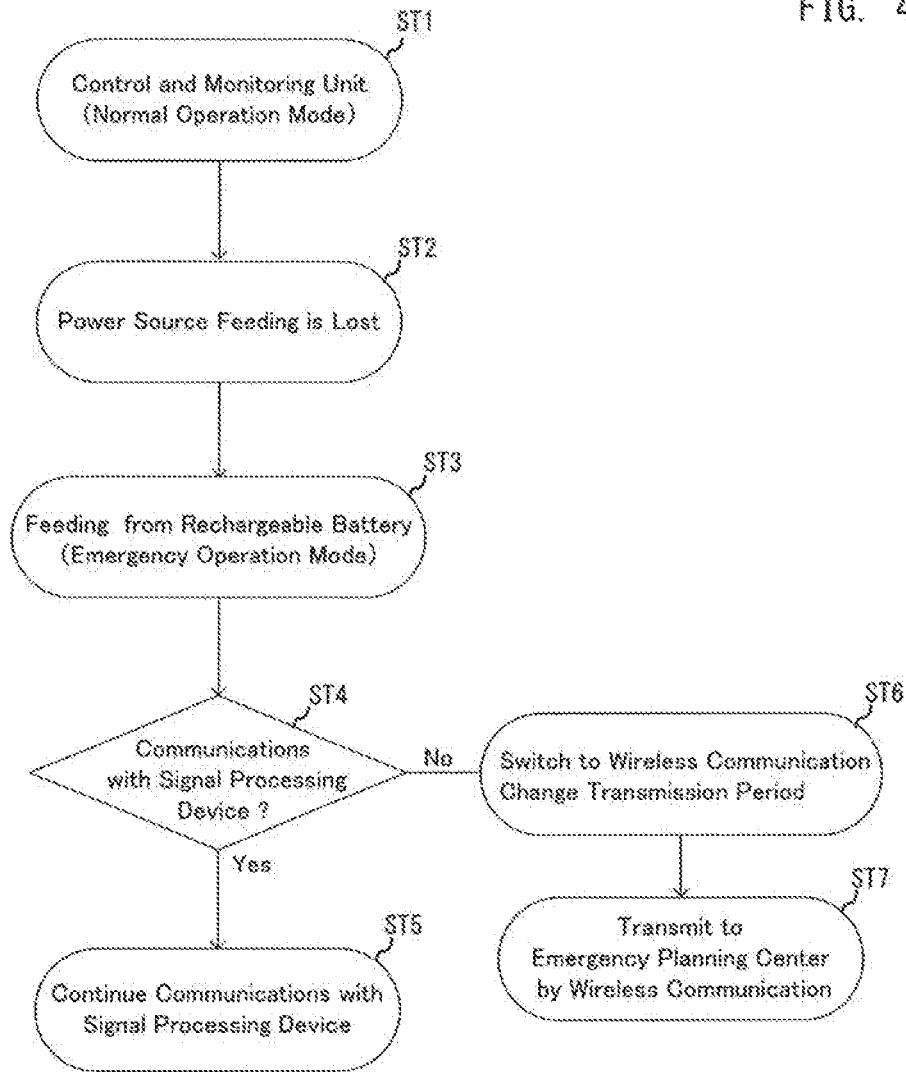 FIG. 4
ST1
Control and Monitoring Unit
(Normal Operation Mode)
ST2
Power Source Feeding is Lost
ST3
Feeding from Rechargeable Battery
(Emergency Operation Mode)
ST4
Communications
with Signal Processing
Device ?
No
Yes
ST6
Switch to Wireless Communication
Change Transmission Period
ST5
Continue Communications with
Signal Processing Device
ST7
Transmit to
Emergency Planning Center
by Wireless Communication